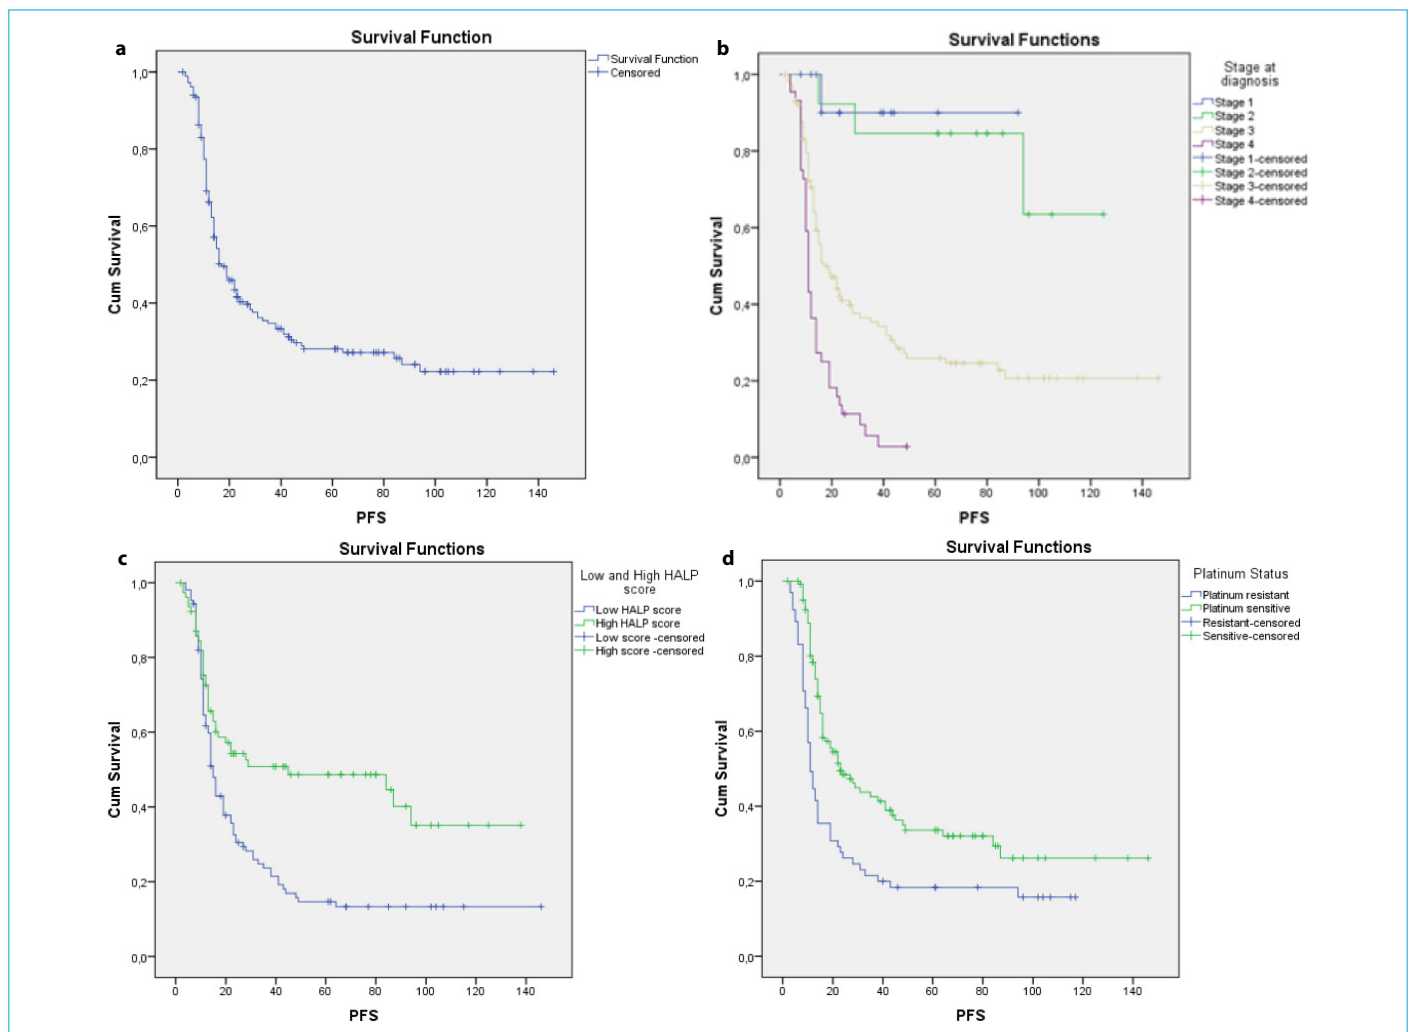 a
Survival Function
Survival Function
Censored
1,0
0,8
0,6
0,4
0,2
0,0
Cum Survival
0 20 40 60 80 100 120 140
PFS
b
Survival Functions
Stage at
diagnosis
Stage 1
Stage 2
Stage 3
Stage 4
Stage 1-censored
Stage 2-censored
Stage 3-censored
Stage 4-censored
1,0
0,8
0,6
0,4
0,2
0,0
Cum Survival
0 20 40 60 80 100 120 140
PFS
c
Survival Functions
Low and High HALP
score
Low HALP score
High HALP score
Low score -censored
High score -censored
1,0
0,8
0,6
0,4
0,2
0,0
Cum Survival
0 20 40 60 80 100 120 140
PFS
d
Survival Functions
Platinum Status
Platinum resistant
Platinum sensitive
Resistant-censored
Sensitive-censored
1,0
0,8
0,6
0,4
0,2
0,0
Cum Survival
0 20 40 60 80 100 120 140
PFS